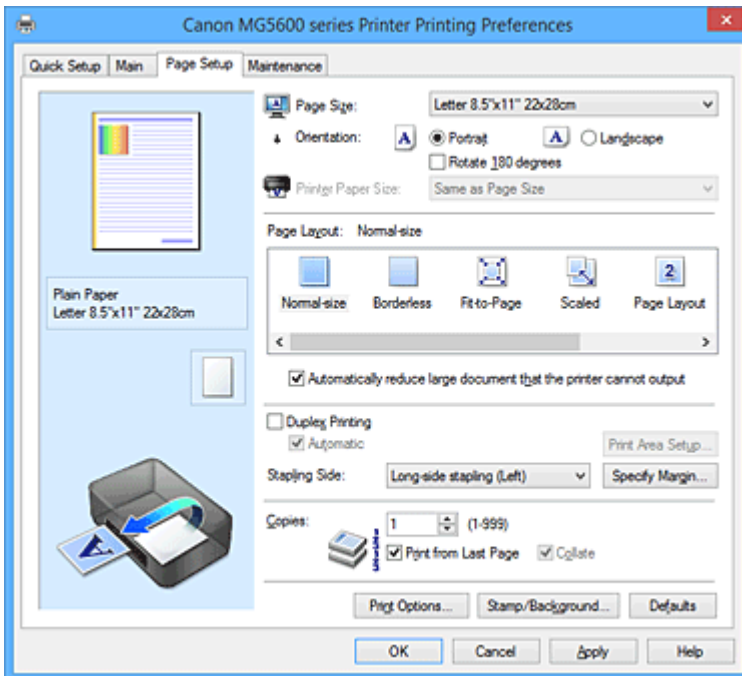 Canon MG5600 series Printer Printing Preferences
Quick Setup Main Page Setup Maintenance
Page Size: Letter 8.5"x11" 22x28cm
Orientation: A Portrait A Landscape
Rotate 180 degrees
Printer Paper Size: Same as Page Size
Page Layout: Normal-size
2
Normal-size Borderless Fit-to-Page Scaled Page Layout
Plain Paper
Letter 8.5"x11" 22x28cm
Automatically reduce large document that the printer cannot output
Duplex Printing
Automatic Print Area Setup...
Stapling Side: Long-side stapling (Left) Specify Margin...
Copies: 1 (1-999)
Print from Last Page Collate
A
Print Options... Stamp/Background... Defaults
OK Cancel Apply Help